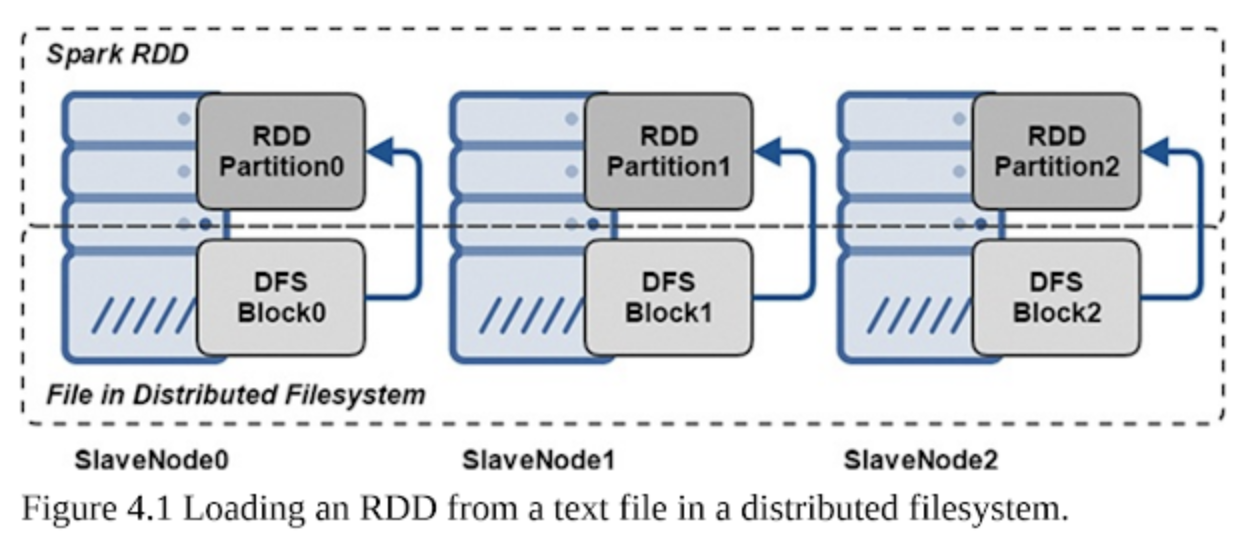 Spark RDD
RDD
Partition0
RDD
Partition1
RDD
Partition2
DFS
Block0
DFS
Block1
DFS
Block2
File in Distributed Filesystem
SlaveNode0
SlaveNode1
SlaveNode2
Figure 4.1 Loading an RDD from a text file in a distributed filesystem.